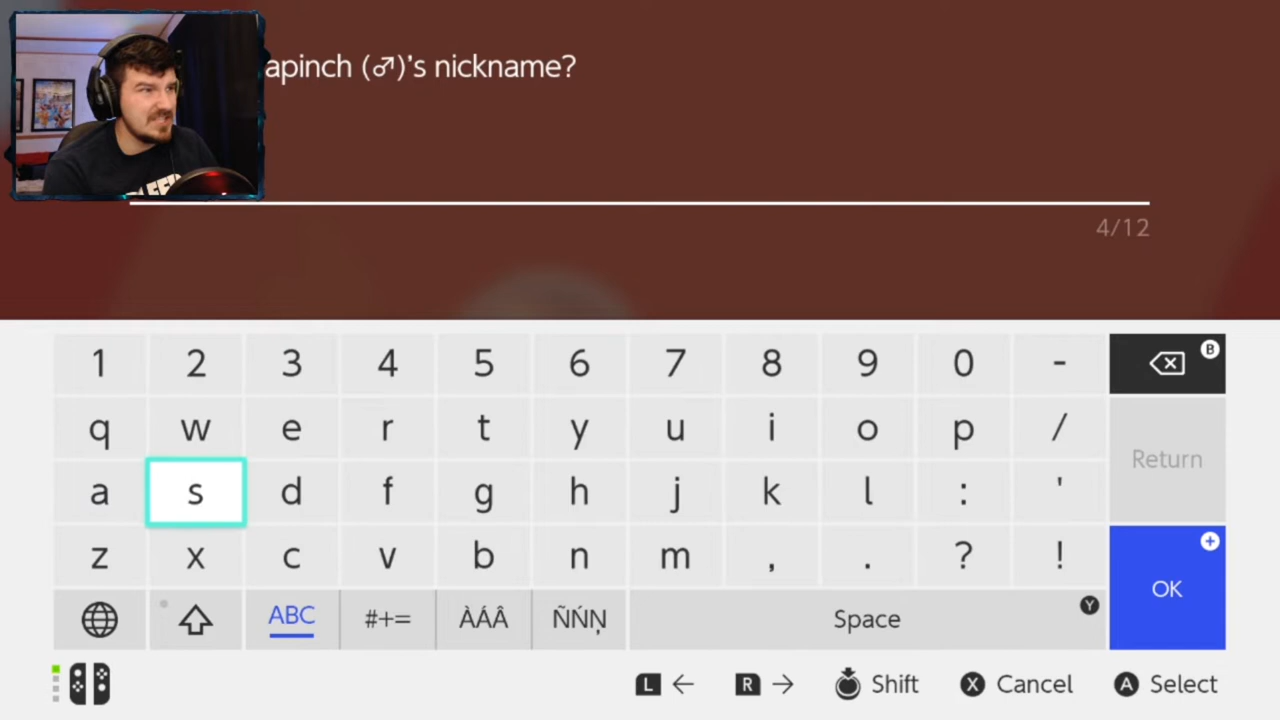 apinch (♂)'s nickname?
4/12
1 2 3 4 5 6 7 8 9 0 - B
q w e r t y u i o p /
Return
a s d f g h j k l : '
z x c v b n m , . ? ! +
OK
ABC #+= ÀÁÂ ÑŃŅ Space Y
L ← R → Shift X Cancel A Select